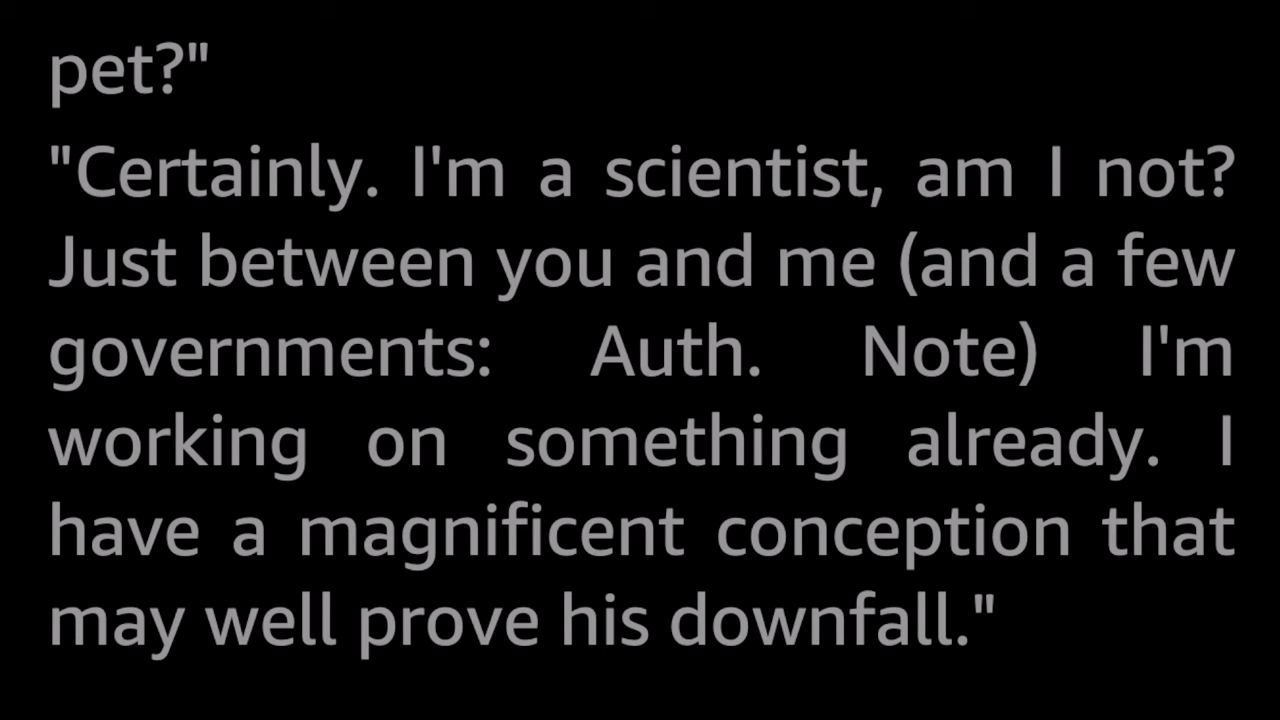 pet?"
"Certainly. I'm a scientist, am I not?
Just between you and me (and a few
governments: Auth. Note) I'm
working on something already. I
have a magnificent conception that
may well prove his downfall."